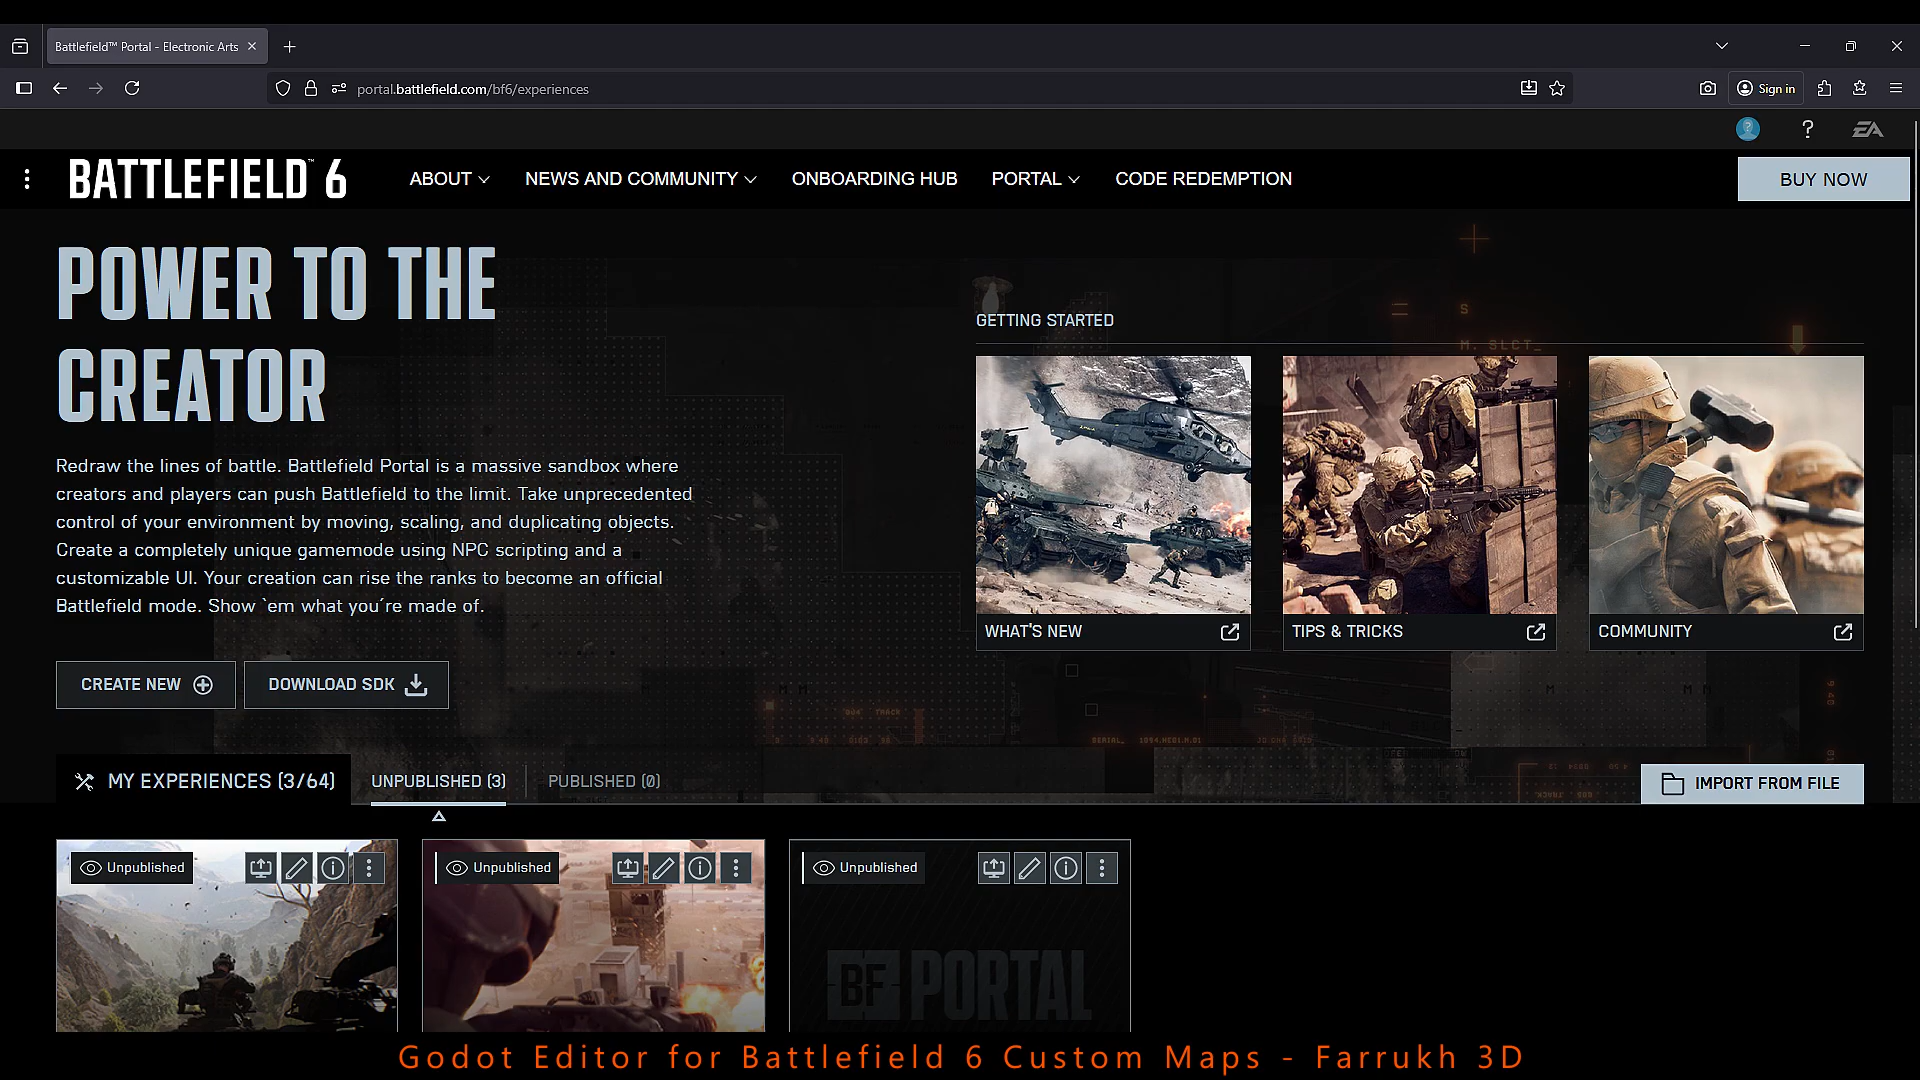 Battlefield™ Portal - Electronic Arts
portal.battlefield.com/bf6/experiences
Sign in
EA
BATTLEFIELD™ 6
ABOUT
NEWS AND COMMUNITY
ONBOARDING HUB
PORTAL
CODE REDEMPTION
BUY NOW
POWER TO THE
CREATOR
Redraw the lines of battle. Battlefield Portal is a massive sandbox where
creators and players can push Battlefield to the limit. Take unprecedented
control of your environment by moving, scaling, and duplicating objects.
Create a completely unique gamemode using NPC scripting and a
customizable UI. Your creation can rise the ranks to become an official
Battlefield mode. Show `em what you´re made of.
CREATE NEW
DOWNLOAD SDK
S
M. SLCT_
GETTING STARTED
WHAT'S NEW
TIPS & TRICKS
COMMUNITY
MY EXPERIENCES (3/64)
UNPUBLISHED (3)
PUBLISHED (0)
IMPORT FROM FILE
Unpublished
Unpublished
Unpublished
BF PORTAL
Godot Editor for Battlefield 6 Custom Maps - Farrukh 3D